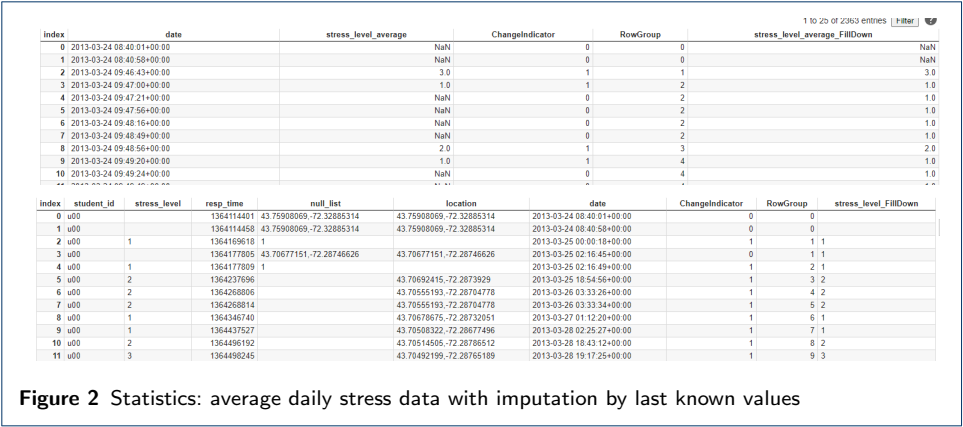 1 to 25 of 2363 entries Filter ?
index date stress_level_average ChangeIndicator RowGroup stress_level_average_FillDown
0 2013-03-24 08:40:01+00:00 NaN 0 0 NaN
1 2013-03-24 08:40:58+00:00 NaN 0 0 NaN
2 2013-03-24 09:46:43+00:00 3.0 1 1 3.0
3 2013-03-24 09:47:00+00:00 1.0 1 2 1.0
4 2013-03-24 09:47:21+00:00 NaN 0 2 1.0
5 2013-03-24 09:47:56+00:00 NaN 0 2 1.0
6 2013-03-24 09:48:16+00:00 NaN 0 2 1.0
7 2013-03-24 09:48:49+00:00 NaN 0 2 1.0
8 2013-03-24 09:48:56+00:00 2.0 1 3 2.0
9 2013-03-24 09:49:20+00:00 1.0 1 4 1.0
10 2013-03-24 09:49:24+00:00 NaN 0 4 1.0
index student_id stress_level resp_time null_list location date ChangeIndicator RowGroup stress_level_FillDown
0 u00 1364114401 43.75908069,-72.32885314 43.75908069,-72.32885314 2013-03-24 08:40:01+00:00 0 0
1 u00 1364114458 43.75908069,-72.32885314 43.75908069,-72.32885314 2013-03-24 08:40:58+00:00 0 0
2 u00 1 1364169618 1 2013-03-25 00:00:18+00:00 1 1 1
3 u00 1364177805 43.70677151,-72.28746626 43.70677151,-72.28746626 2013-03-25 02:16:45+00:00 0 1 1
4 u00 1 1364177809 1 2013-03-25 02:16:49+00:00 1 2 1
5 u00 2 1364237696 43.70692415,-72.2873929 2013-03-25 18:54:56+00:00 1 3 2
6 u00 2 1364268806 43.70555193,-72.28704778 2013-03-26 03:33:26+00:00 1 4 2
7 u00 2 1364268814 43.70555193,-72.28704778 2013-03-26 03:33:34+00:00 1 5 2
8 u00 1 1364346740 43.70678675,-72.28732051 2013-03-27 01:12:20+00:00 1 6 1
9 u00 1 1364437527 43.70508322,-72.28677496 2013-03-28 02:25:27+00:00 1 7 1
10 u00 2 1364496192 43.70514505,-72.28786512 2013-03-28 18:43:12+00:00 1 8 2
11 u00 3 1364498245 43.70492199,-72.28765189 2013-03-28 19:17:25+00:00 1 9 3
Figure 2 Statistics: average daily stress data with imputation by last known values